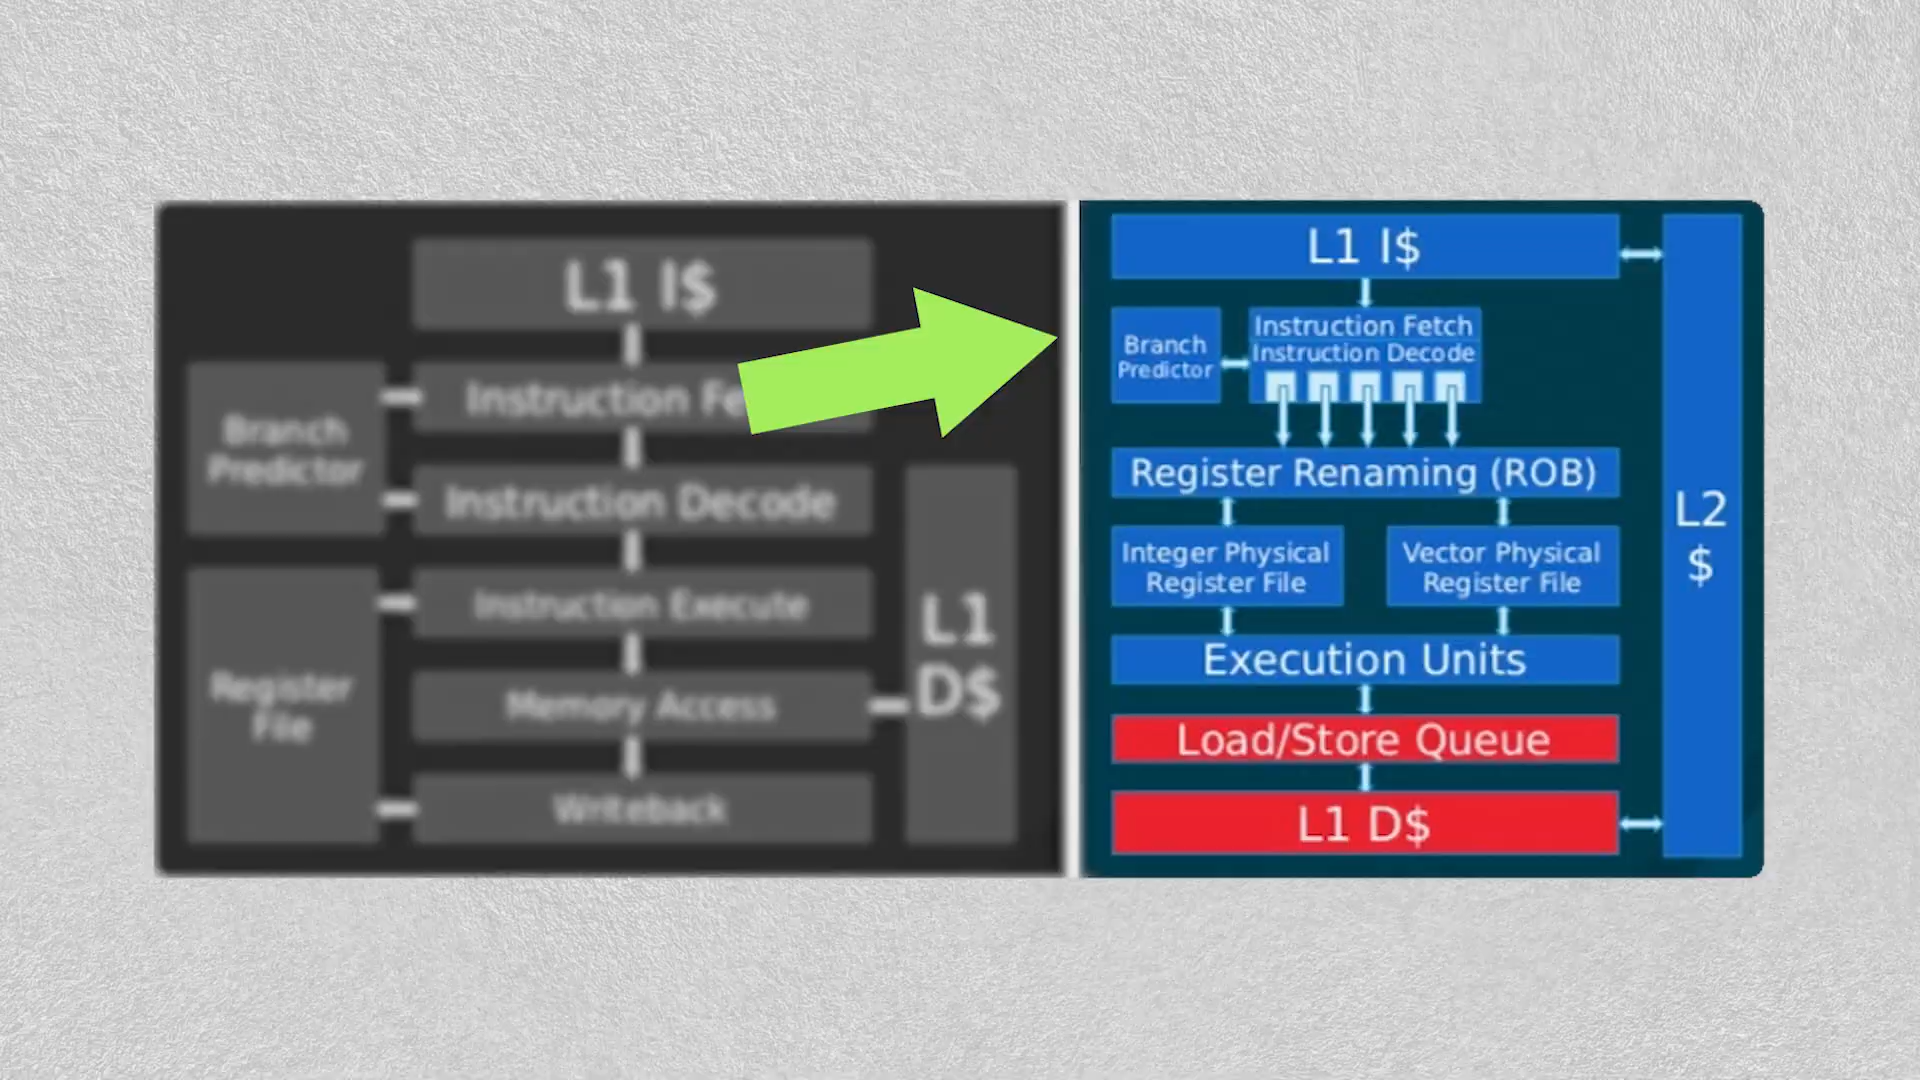 L1 I$
Instruction Fe
Branch
Predictor
Instruction Decode
Instruction Execute
L1
D$
Register
File
Memory Access
Writeback
L1 I$
Branch
Predictor
Instruction Fetch
Instruction Decode
Register Renaming (ROB)
L2
$
Integer Physical
Register File
Vector Physical
Register File
Execution Units
Load/Store Queue
L1 D$